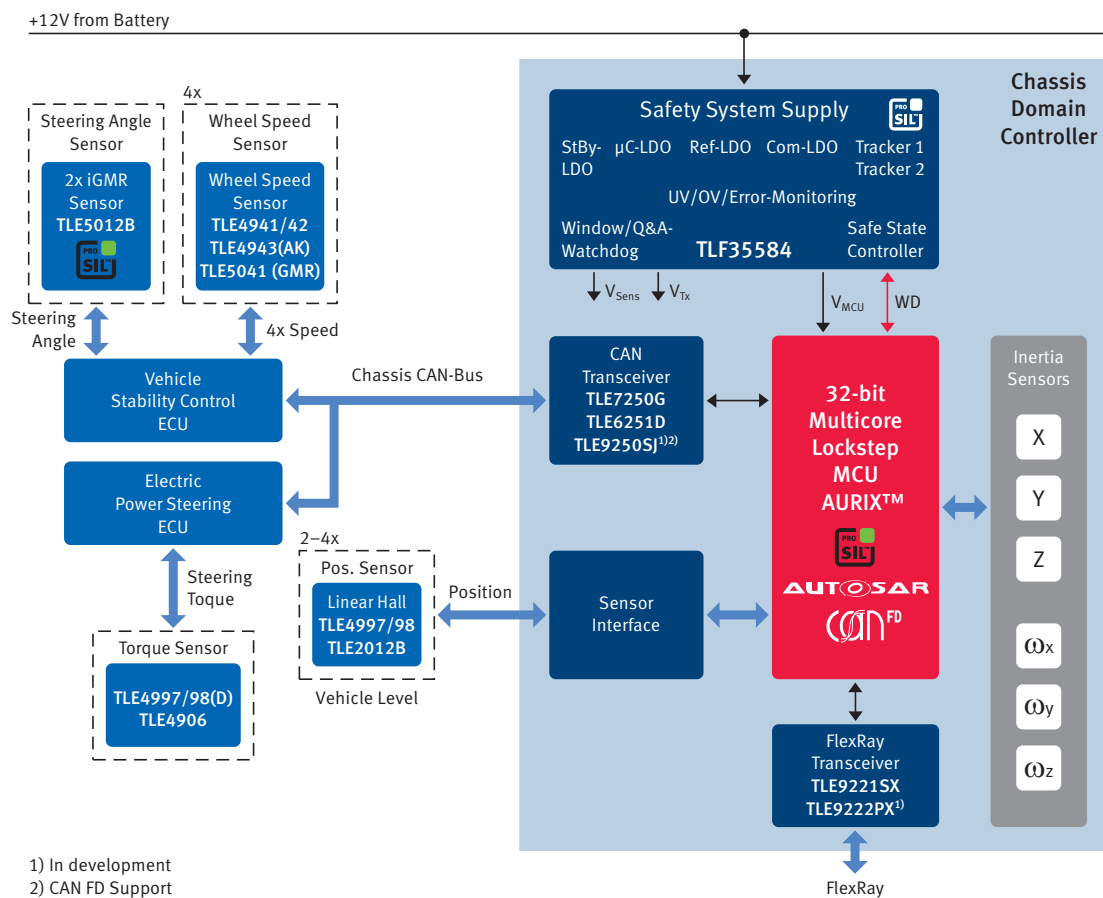 +12V from Battery
Chassis
Domain
Controller
Safety System Supply
PRO
SIL™
StBy-
LDO
µC-LDO
Ref-LDO
Com-LDO
Tracker 1
Tracker 2
UV/OV/Error-Monitoring
Window/Q&A-
Watchdog
TLF35584
Safe State
Controller
4x
Steering Angle
Sensor
2x iGMR
Sensor
TLE5012B
PRO
SIL™
Wheel Speed
Sensor
Wheel Speed
Sensor
TLE4941/42
TLE4943(AK)
TLE5041 (GMR)
Steering
Angle
4x Speed
VSens
VTx
VMCU
WD
Vehicle
Stability Control
ECU
Chassis CAN-Bus
CAN
Transceiver
TLE7250G
TLE6251D
TLE9250SJ1)2)
32-bit
Multicore
Lockstep
MCU
AURIX™
PRO
SIL™
AUTOSAR
CAN FD
Inertia
Sensors
X
Y
Z
ωx
ωy
ωz
Electric
Power Steering
ECU
Steering
Toque
2–4x
Pos. Sensor
Linear Hall
TLE4997/98
TLE2012B
Vehicle Level
Position
Sensor
Interface
Torque Sensor
TLE4997/98(D)
TLE4906
FlexRay
Transceiver
TLE9221SX
TLE9222PX1)
FlexRay
1) In development
2) CAN FD Support